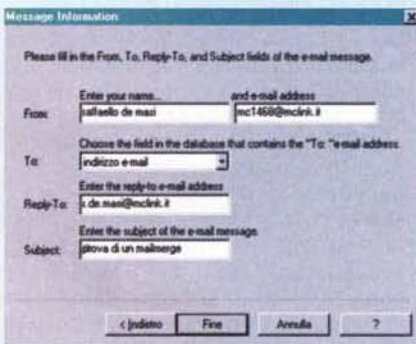 Message Information
Please fill in the From, To, Reply-To, and Subject fields of the e-mail message.
Enter your name... and e-mail address
From: raffaello de masi mc1468@mclink.it
Choose the field in the database that contains the "To: "e-mail address.
To: indirizzo e-mail
Enter the reply-to e-mail address
Reply-To: r.de.masi@mclink.it
Enter the subject of the e-mail message
Subject: prova di un mailmerge
< Indietro Fine Annulla ?